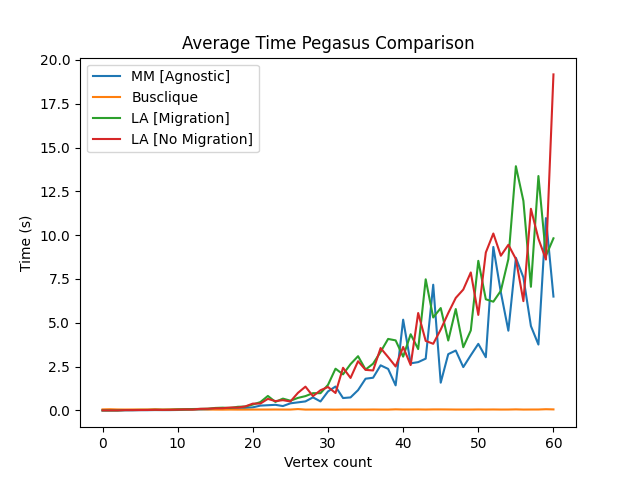 Average Time Pegasus Comparison
MM [Agnostic]
Busclique
LA [Migration]
LA [No Migration]
Time (s)
20.0
17.5
15.0
12.5
10.0
7.5
5.0
2.5
0.0
0 10 20 30 40 50 60
Vertex count